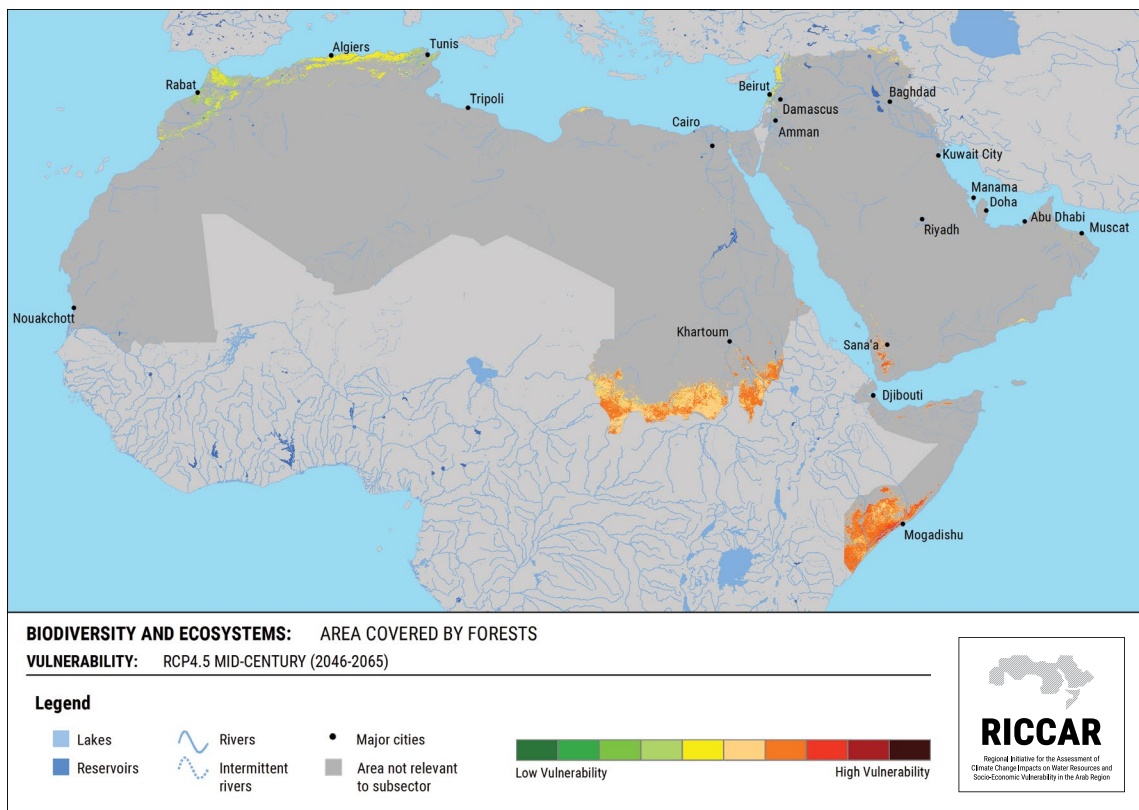 Algiers
Tunis
Rabat
Tripoli
Beirut
Damascus
Baghdad
Cairo
Amman
Kuwait City
Manama
Doha
Abu Dhabi
Riyadh
Muscat
Nouakchott
Khartoum
Sana'a
Djibouti
Mogadishu
BIODIVERSITY AND ECOSYSTEMS: AREA COVERED BY FORESTS
VULNERABILITY: RCP4.5 MID-CENTURY (2046-2065)
Legend
Lakes
Reservoirs
Rivers
Intermittent
rivers
Major cities
Area not relevant
to subsector
Low Vulnerability
High Vulnerability
RICCAR
Regional Initiative for the Assessment of
Climate Change Impacts on Water Resources and
Socio-Economic Vulnerability in the Arab Region